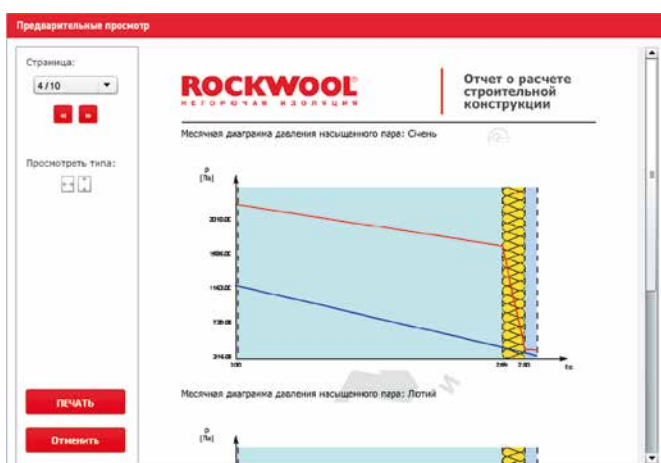 Предварительные просмотр
Страница:
4 / 10
« »
Просмотреть типа:
ПЕЧАТЬ
Отменить
ROCKWOOL
НЕГОРЮЧАЯ ИЗОЛЯЦИЯ
Отчет о расчете
строительной
конструкции
Месячная диаграмма давления насыщенного пара: Січень
P
[Па]
Месячная диаграмма давления насыщенного пара: Лютий
P
[Па]